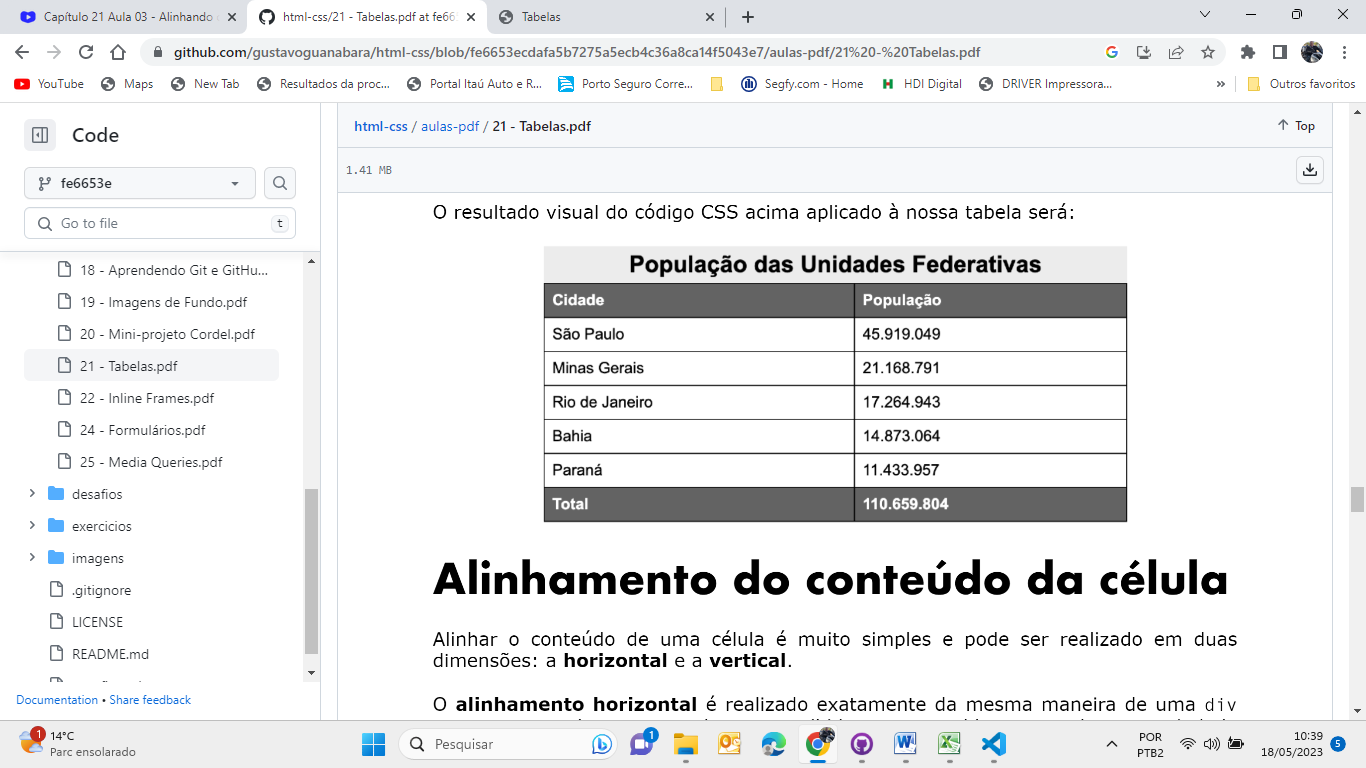 Capítulo 21 Aula 03 - Alinhando
html-css/21 - Tabelas.pdf at fe665
Tabelas
github.com/gustavoguanabara/html-css/blob/fe6653ecdafa5b7275a5ecb4c36a8ca14f5043e7/aulas-pdf/21%20-%20Tabelas.pdf
YouTube
Maps
New Tab
Resultados da proc...
Portal Itaú Auto e R...
Porto Seguro Corre...
Segfy.com - Home
HDI Digital
DRIVER Impressora...
»
Outros favoritos
Code
fe6653e
Go to file
t
18 - Aprendendo Git e GitHu...
19 - Imagens de Fundo.pdf
20 - Mini-projeto Cordel.pdf
21 - Tabelas.pdf
22 - Inline Frames.pdf
24 - Formulários.pdf
25 - Media Queries.pdf
desafios
exercicios
imagens
.gitignore
LICENSE
README.md
Documentation • Share feedback
html-css / aulas-pdf / 21 - Tabelas.pdf
Top
1.41 MB
O resultado visual do código CSS acima aplicado à nossa tabela será:
População das Unidades Federativas
Cidade População
São Paulo 45.919.049
Minas Gerais 21.168.791
Rio de Janeiro 17.264.943
Bahia 14.873.064
Paraná 11.433.957
Total 110.659.804
Alinhamento do conteúdo da célula
Alinhar o conteúdo de uma célula é muito simples e pode ser realizado em duas
dimensões: a horizontal e a vertical.
O alinhamento horizontal é realizado exatamente da mesma maneira de uma div
1
14°C
Parc ensolarado
Pesquisar
1
POR
PTB2
10:39
18/05/2023
5